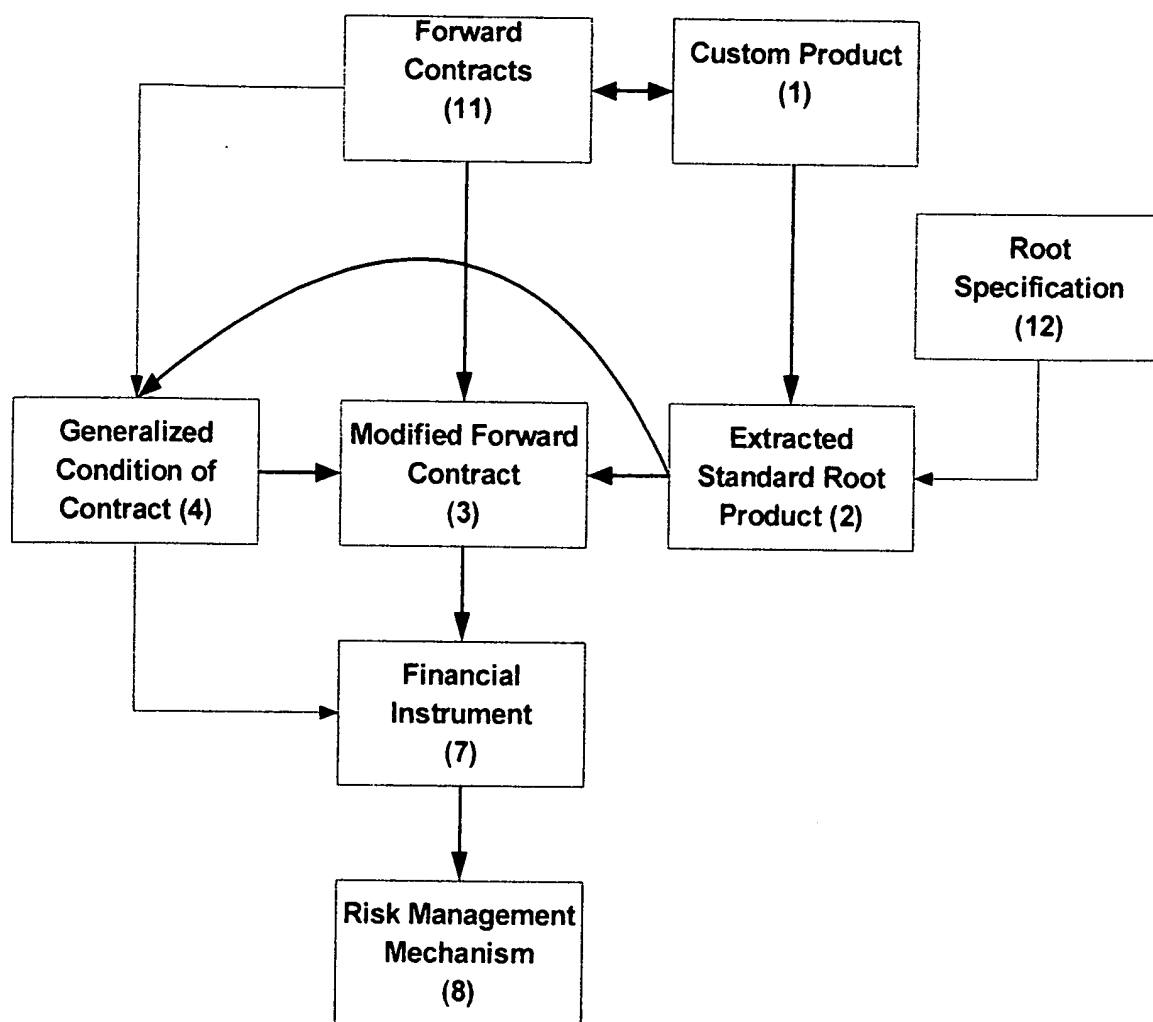 Forward
Contracts
(11)
Custom Product
(1)
Root
Specification
(12)
Generalized
Condition of
Contract (4)
Modified Forward
Contract
(3)
Extracted
Standard Root
Product (2)
Financial
Instrument
(7)
Risk Management
Mechanism
(8)